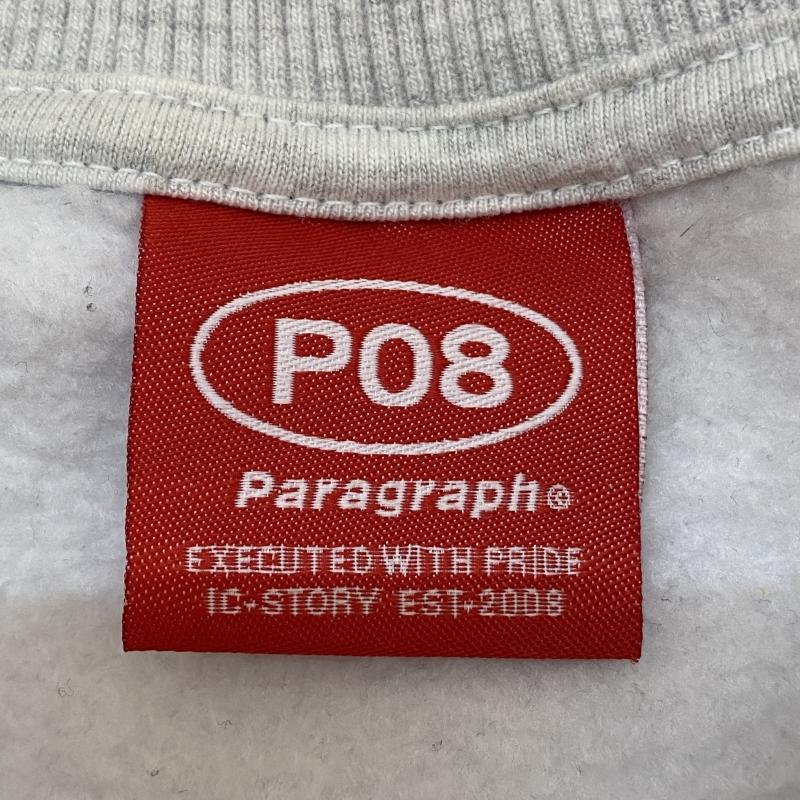 P08
Paragraph®
EXECUTED WITH PRIDE
IC•STORY EST•2008